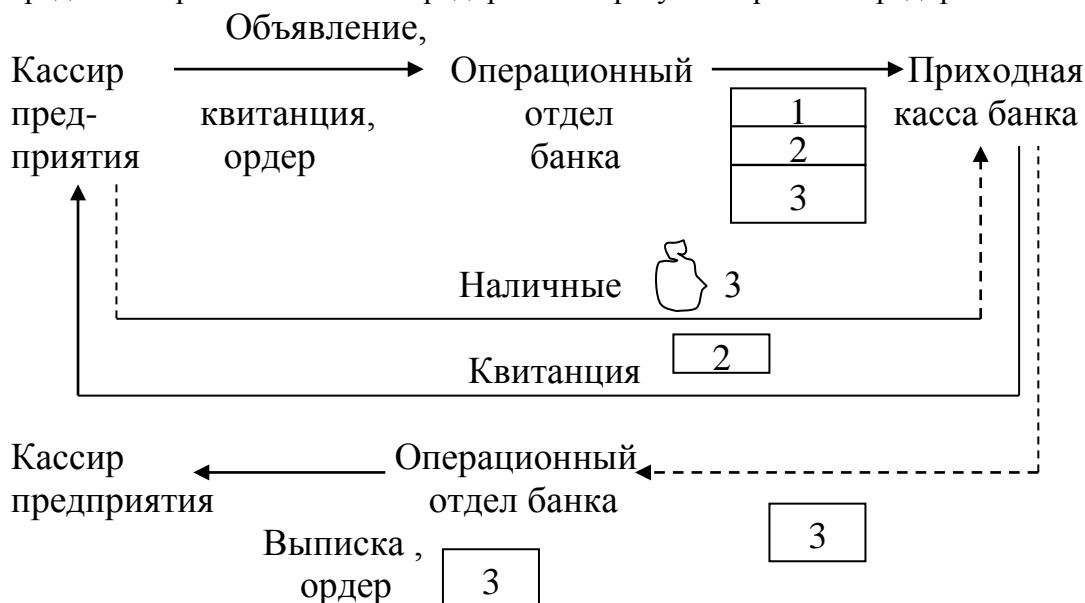 Объявление,
Кассир Операционный Приходная
пред- квитанция, отдел 1 касса банка
приятия ордер банка 2
3
Наличные 3
Квитанция 2
Кассир Операционный
предприятия отдел банка
3
Выписка ,
ордер 3